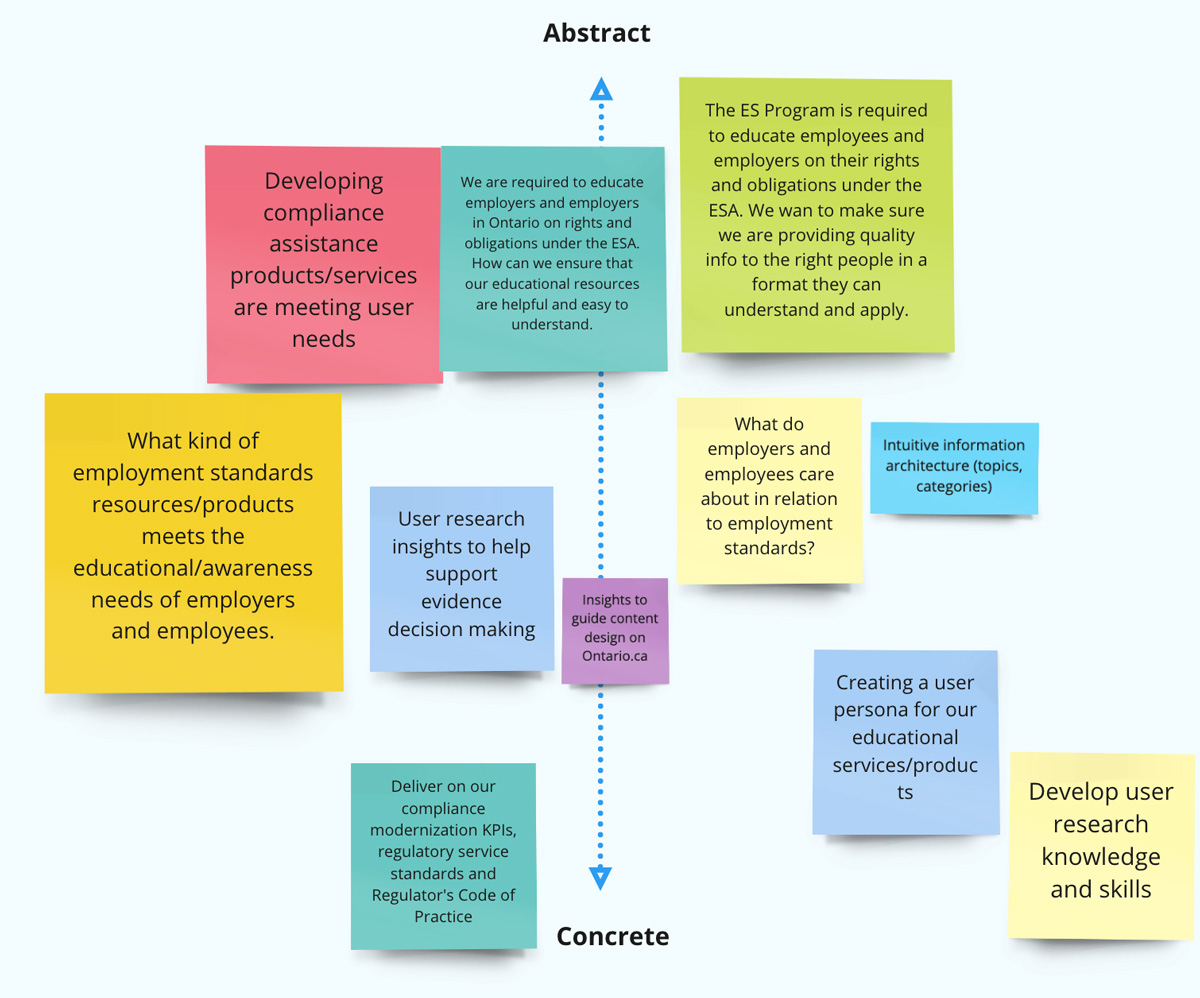 Abstract
Developing
compliance
assistance
products/services
are meeting user
needs
We are required to educate
employers and employers
in Ontario on rights and
obligations under the ESA.
How can we ensure that
our educational resources
are helpful and easy to
understand.
The ES Program is required
to educate employees and
employers on their rights
and obligations under the
ESA. We wan to make sure
we are providing quality
info to the right people in a
format they can
understand and apply.
What kind of
employment standards
resources/products
meets the
educational/awareness
needs of employers
and employees.
User research
insights to help
support
evidence
decision making
Insights to
guide content
design on
Ontario.ca
What do
employers and
employees care
about in relation
to employment
standards?
Intuitive information
architecture (topics,
categories)
Creating a user
persona for our
educational
services/produc
ts
Develop user
research
knowledge
and skills
Deliver on our
compliance
modernization KPIs,
regulatory service
standards and
Regulator's Code of
Practice
Concrete